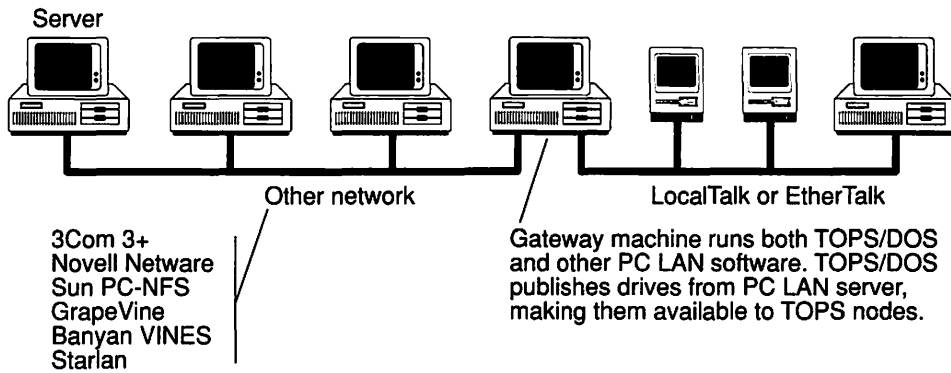 Server
Other network
LocalTalk or EtherTalk
3Com 3+
Novell Netware
Sun PC-NFS
GrapeVine
Banyan VINES
Starlan
Gateway machine runs both TOPS/DOS
and other PC LAN software. TOPS/DOS
publishes drives from PC LAN server,
making them available to TOPS nodes.